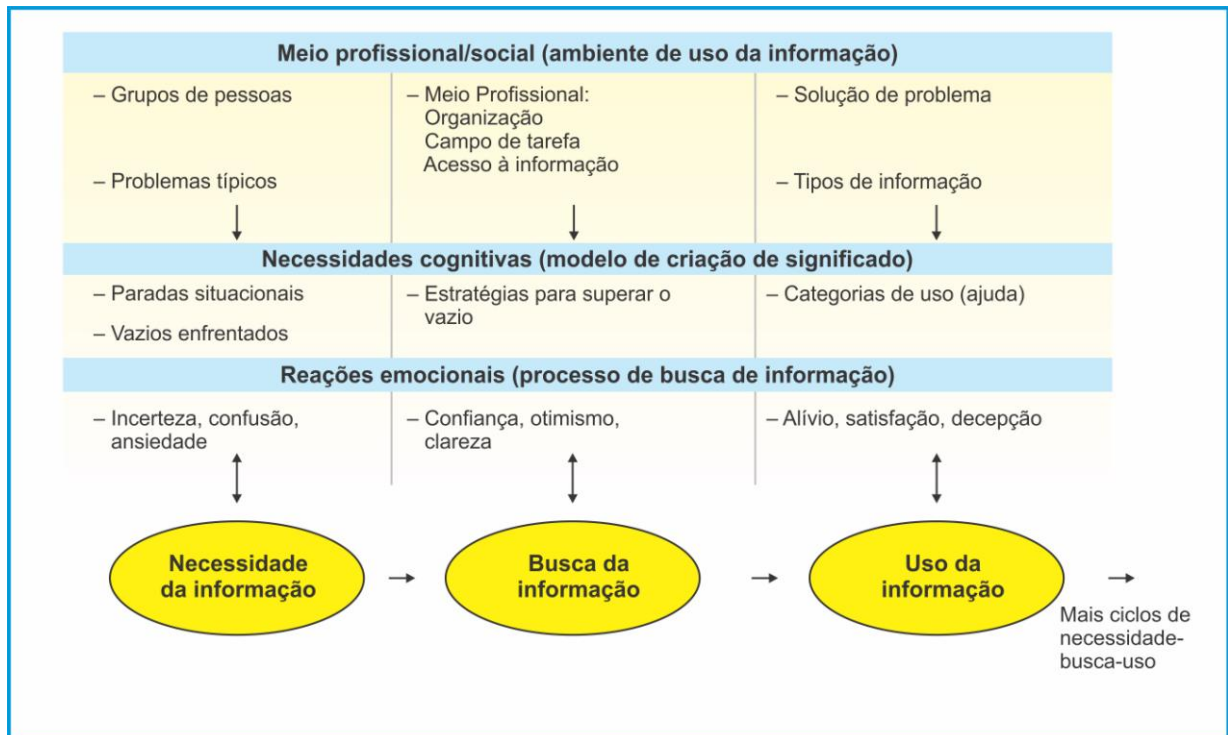 Meio profissional/social (ambiente de uso da informação)
– Grupos de pessoas
– Problemas típicos
– Meio Profissional:
Organização
Campo de tarefa
Acesso à informação
– Solução de problema
– Tipos de informação
Necessidades cognitivas (modelo de criação de significado)
– Paradas situacionais
– Vazios enfrentados
– Estratégias para superar o
vazio
– Categorias de uso (ajuda)
Reações emocionais (processo de busca de informação)
– Incerteza, confusão,
ansiedade
– Confiança, otimismo,
clareza
– Alívio, satisfação, decepção
Necessidade
da informação
Busca da
informação
Uso da
informação
Mais ciclos de
necessidade-
busca-uso